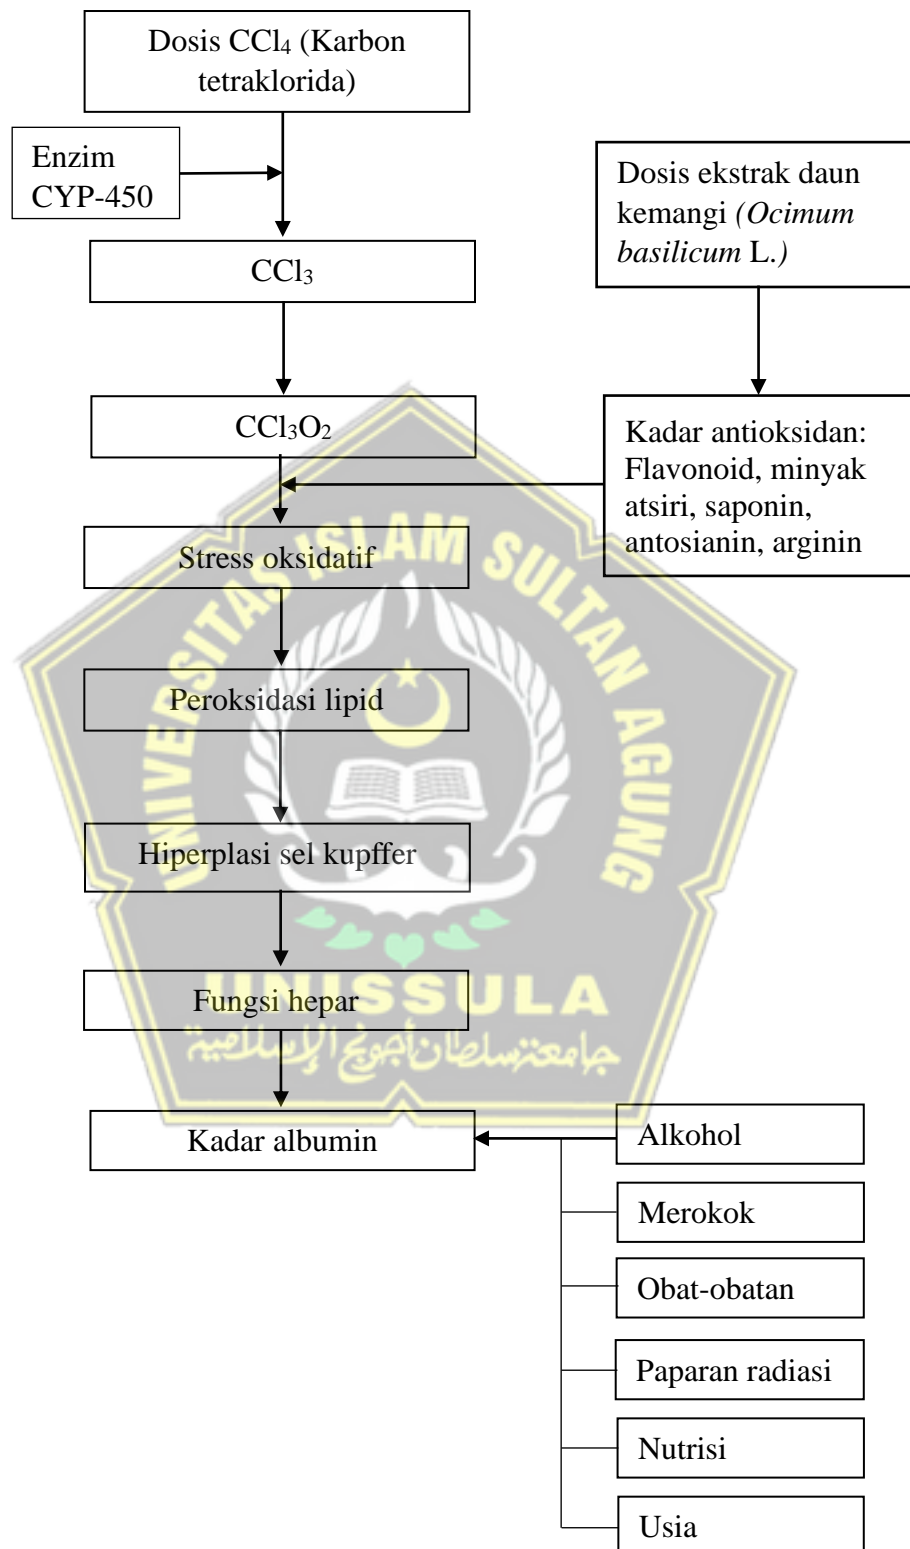 Dosis CCl₄ (Karbon
tetraklorida)
Enzim
CYP-450
Dosis ekstrak daun
kemangi (Ocimum
basilicum L.)
CCl₃
CCl₃O₂
Kadar antioksidan:
Flavonoid, minyak
atsiri, saponin,
antosianin, arginin
Stress oksidatif
Peroksidasi lipid
Hiperplasi sel kupffer
Fungsi hepar
Kadar albumin
Alkohol
Merokok
Obat-obatan
Paparan radiasi
Nutrisi
Usia
UNIVERSITAS ISLAM SULTAN AGUNG
UNISSULA
جامعة سلطان أجونج الإسلامية